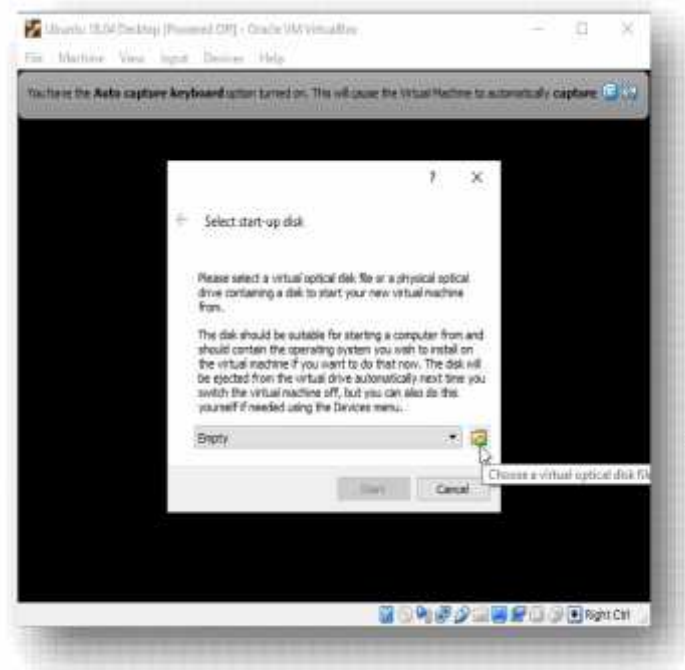 Ubuntu 18.04 Desktop [Powered Off] - Oracle VM VirtualBox
File Machine View Input Devices Help
You have the Auto capture keyboard option turned on. This will cause the Virtual Machine to automatically capture
? ×
Select start-up disk
Please select a virtual optical disk file or a physical optical
drive containing a disk to start your new virtual machine
from.
The disk should be suitable for starting a computer from and
should contain the operating system you wish to install on
the virtual machine if you want to do that now. The disk will
be ejected from the virtual drive automatically next time you
switch the virtual machine off, but you can also do this
yourself if needed using the Devices menu.
Empty
Choose a virtual optical disk file
Start Cancel
Right Ctrl